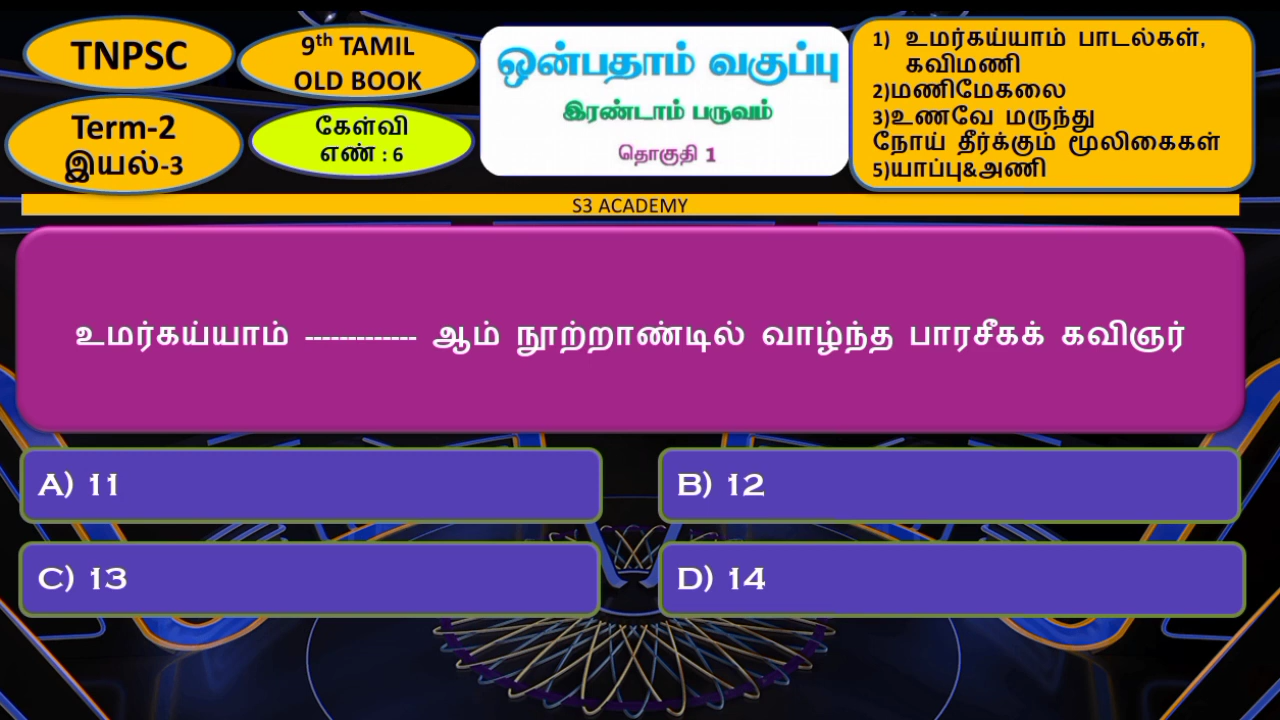 TNPSC
9th TAMIL
OLD BOOK
Term-2
இயல்-3
கேள்வி
எண் : 6
ஒன்பதாம் வகுப்பு
இரண்டாம் பருவம்
தொகுதி 1
1) உமர்கய்யாம் பாடல்கள்,
கவிமணி
2)மணிமேகலை
3)உணவே மருந்து
நோய் தீர்க்கும் மூலிகைகள்
5)யாப்பு&அணி
S3 ACADEMY
உமர்கய்யாம் ------------- ஆம் நூற்றாண்டில் வாழ்ந்த பாரசீகக் கவிஞர்
A) 11
B) 12
C) 13
D) 14